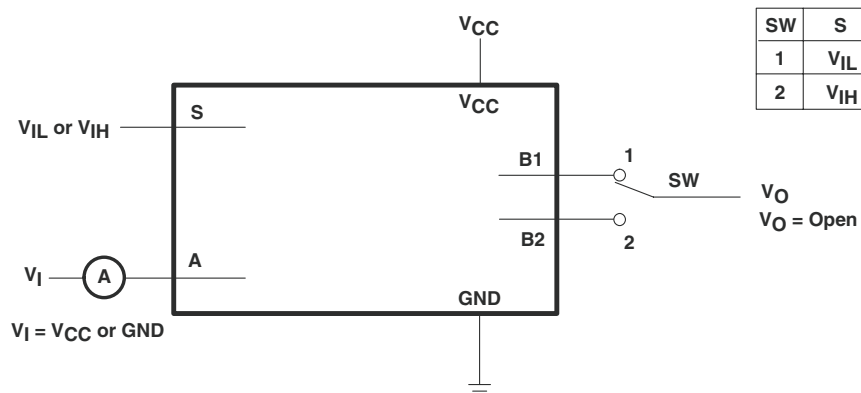 VCC
SW S
1 VIL
2 VIH
VCC
S
VIL or VIH
B1
1
SW
VO
VO = Open
B2
2
A
VI
A
GND
VI = VCC or GND